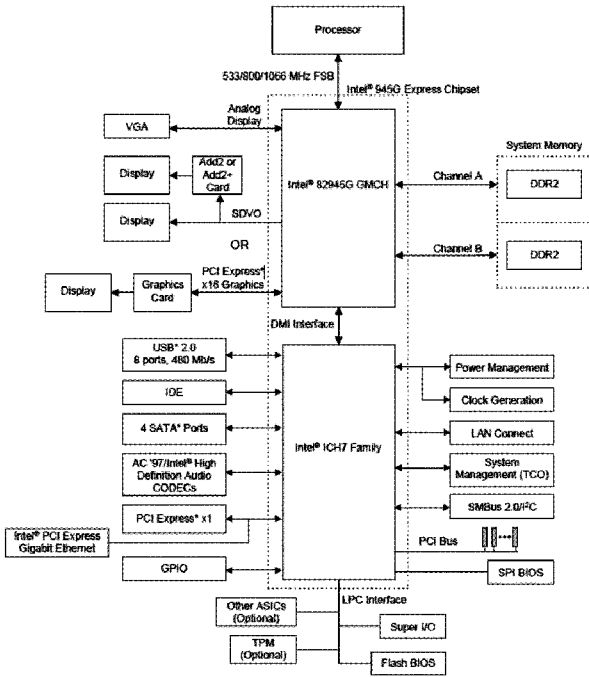 Processor
533/800/1066 MHz FSB
Intel® 945G Express Chipset
Analog
Display
VGA
System Memory
Add2 or
Add2+
Card
Display
Intel® 82945G GMCH
Channel A
DDR2
SDVO
Display
OR
Channel B
DDR2
PCI Express*
x16 Graphics
Display
Graphics
Card
DMI Interface
USB* 2.0
8 ports, 480 Mb/s
Power Management
IDE
Clock Generation
4 SATA* Ports
LAN Connect
Intel® ICH7 Family
AC '97/Intel® High
Definition Audio
CODECs
System
Management (TCO)
PCI Express* x1
SMBus 2.0/I²C
Intel® PCI Express
Gigabit Ethernet
PCI Bus
GPIO
SPI BIOS
LPC Interface
Other ASICs
(Optional)
Super I/O
TPM
(Optional)
Flash BIOS